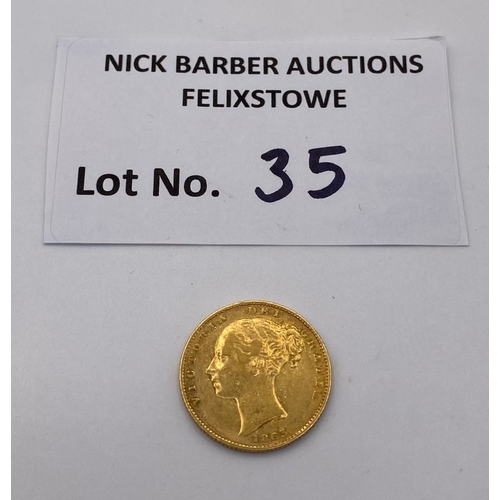 NICK BARBER AUCTIONS
FELIXSTOWE
Lot No. 35
VICTORIA DEI GRATIA